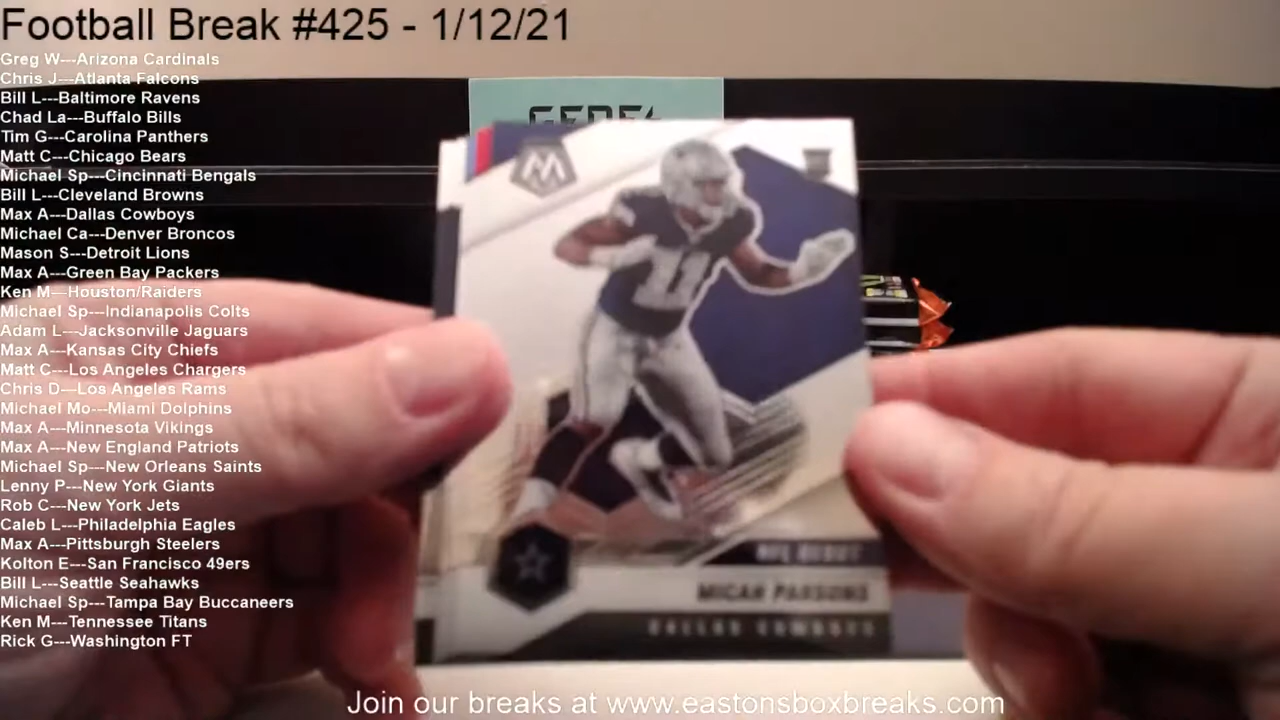 Football Break #425 - 1/12/21
Greg W---Arizona Cardinals
Chris J---Atlanta Falcons
Bill L---Baltimore Ravens
Chad La---Buffalo Bills
Tim G---Carolina Panthers
Matt C---Chicago Bears
Michael Sp---Cincinnati Bengals
Bill L---Cleveland Browns
Max A---Dallas Cowboys
Michael Ca---Denver Broncos
Mason S---Detroit Lions
Max A---Green Bay Packers
Ken M---Houston/Raiders
Michael Sp---Indianapolis Colts
Adam L---Jacksonville Jaguars
Max A---Kansas City Chiefs
Matt C---Los Angeles Chargers
Chris D---Los Angeles Rams
Michael Mo---Miami Dolphins
Max A---Minnesota Vikings
Max A---New England Patriots
Michael Sp---New Orleans Saints
Lenny P---New York Giants
Rob C---New York Jets
Caleb L---Philadelphia Eagles
Max A---Pittsburgh Steelers
Kolton E---San Francisco 49ers
Bill L---Seattle Seahawks
Michael Sp---Tampa Bay Buccaneers
Ken M---Tennessee Titans
Rick G---Washington FT
M
11
NFL DEBUT
MICAH PARSONS
DALLAS COWBOYS
Join our breaks at www.eastonsboxbreaks.com